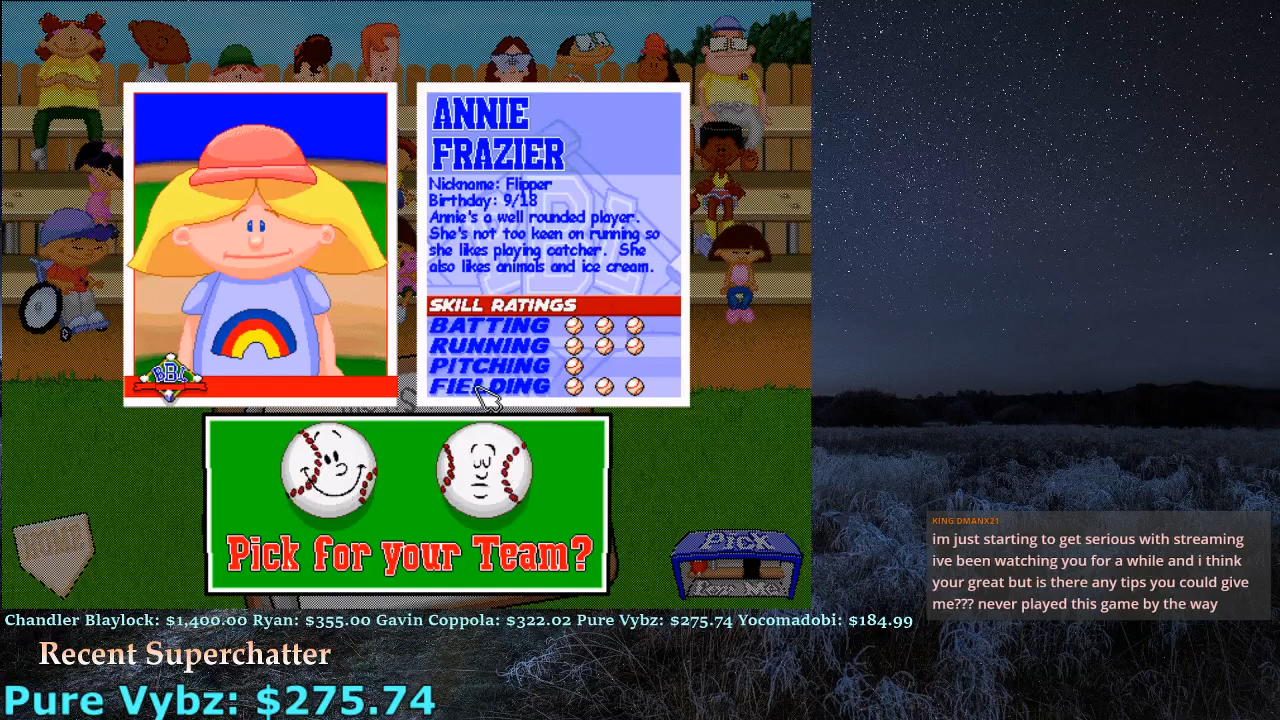 ANNIE
FRAZIER
Nickname: Flipper
Birthday: 9/18
Annie's a well rounded player.
She's not too keen on running so
she likes playing catcher. She
also likes animals and ice cream.
SKILL RATINGS
BATTING
RUNNING
PITCHING
FIELDING
BBL
Pick for your Team?
Pick
Chandler Blaylock: $1,400.00 Ryan: $355.00 Gavin Coppola: $322.02 Pure Vybz: $275.74 Yocomadobi: $184.99
Recent Superchatter
Pure Vybz: $275.74
KING DMANX21
im just starting to get serious with streaming
ive been watching you for a while and i think
your great but is there any tips you could give
me??? never played this game by the way